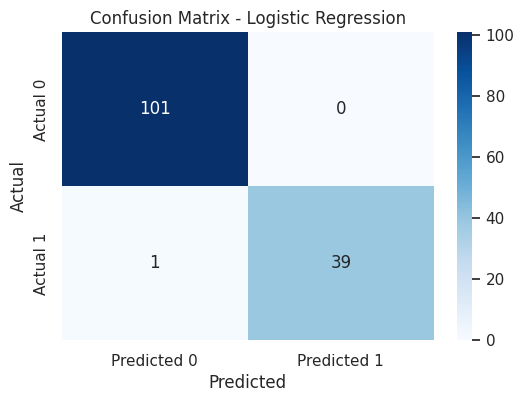 Confusion Matrix - Logistic Regression
Actual
Actual 0
101
0
Actual 1
1
39
Predicted 0
Predicted 1
Predicted
100
80
60
40
20
0